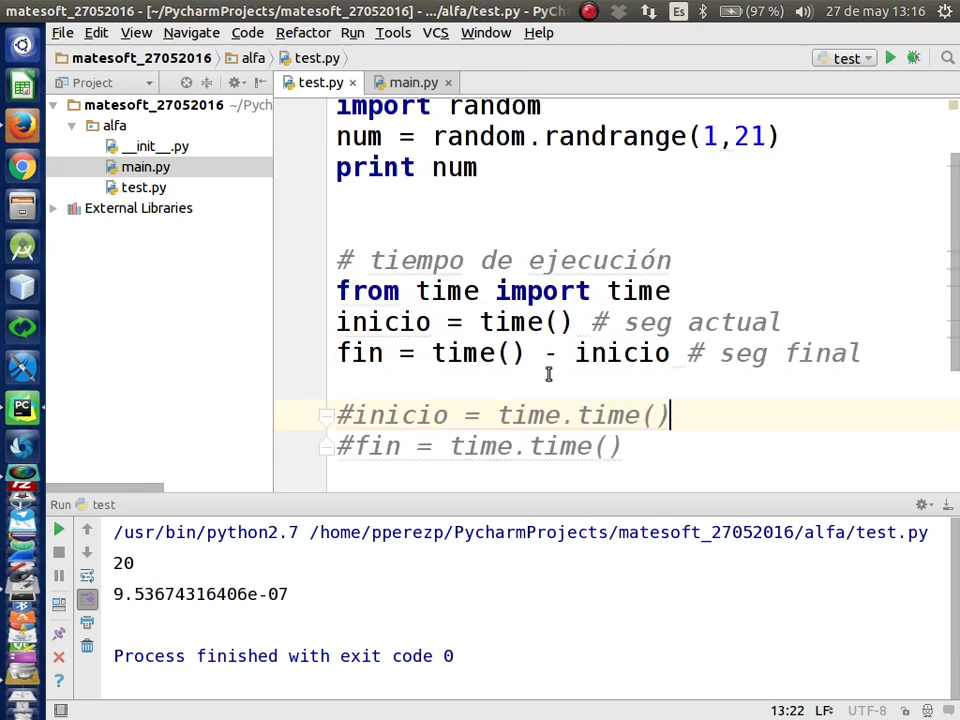 matesoft_27052016 - [~/PycharmProjects/matesoft_27052016] - .../alfa/test.py - PyCh
Es (97 %) 27 de may 13:16
File Edit View Navigate Code Refactor Run Tools VCS Window Help
matesoft_27052016 alfa test.py test
Project test.py × main.py ×
matesoft_27052016 ~/Pych
alfa
__init__.py
main.py
test.py
External Libraries
import random
num = random.randrange(1,21)
print num
# tiempo de ejecución
from time import time
inicio = time() # seg actual
fin = time() - inicio # seg final
#inicio = time.time()
#fin = time.time()
Run test
/usr/bin/python2.7 /home/pperezp/PycharmProjects/matesoft_27052016/alfa/test.py
20
9.53674316406e-07
Process finished with exit code 0
13:22 LF÷ UTF-8